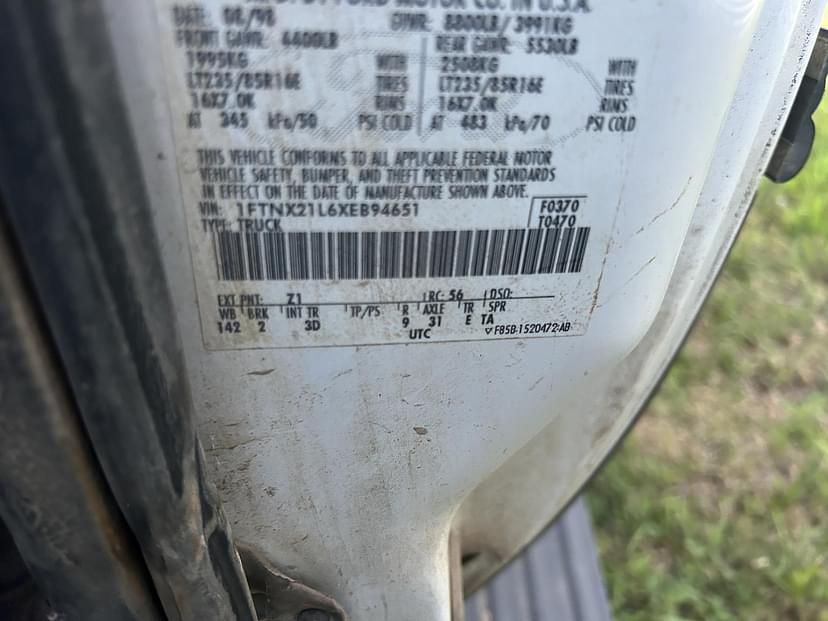 FORD MOTOR CO. IN U.S.A.
DATE: GVWR: 8800LB/3991KG
FRONT GAWR: 4400LB REAR GAWR: 5530LB
1995KG WITH 2508KG WITH
LT235/85R16E TIRES LT235/85R16E TIRES
16X7.0K RIMS 16X7.0K RIMS
AT 345 kPa/50 PSI COLD AT 483 kPa/70 PSI COLD
THIS VEHICLE CONFORMS TO ALL APPLICABLE FEDERAL MOTOR
VEHICLE SAFETY, BUMPER, AND THEFT PREVENTION STANDARDS
IN EFFECT ON THE DATE OF MANUFACTURE SHOWN ABOVE.
VIN: 1FTNX21L6XEB94651 F0370
TYPE: TRUCK T0470
EXT PNT: Z1 RC: 56 DSO:
WB BRK INT TR TP/PS R AXLE TR SPR
142 2 3D 9 31 E TA
UTC ▽F85B-1520472-AB